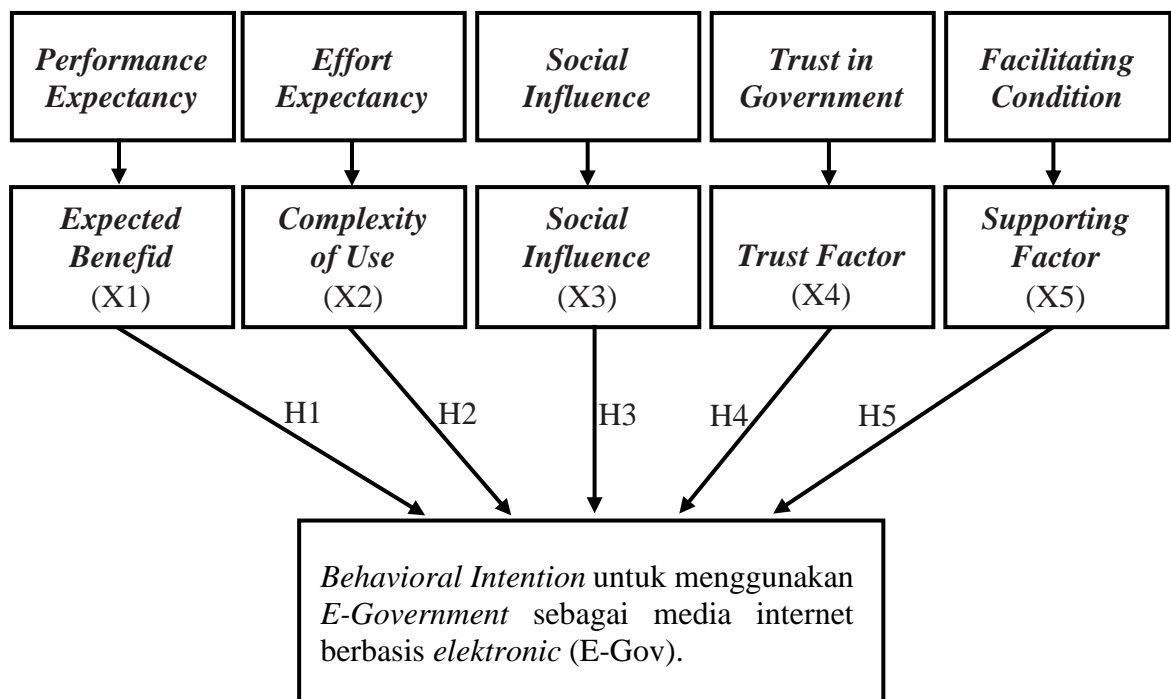 Performance
Expectancy
Effort
Expectancy
Social
Influence
Trust in
Government
Facilitating
Condition
Expected
Benefid
(X1)
Complexity
of Use
(X2)
Social
Influence
(X3)
Trust Factor
(X4)
Supporting
Factor
(X5)
H1
H2
H3
H4
H5
Behavioral Intention untuk menggunakan
E-Government sebagai media internet
berbasis elektronic (E-Gov).